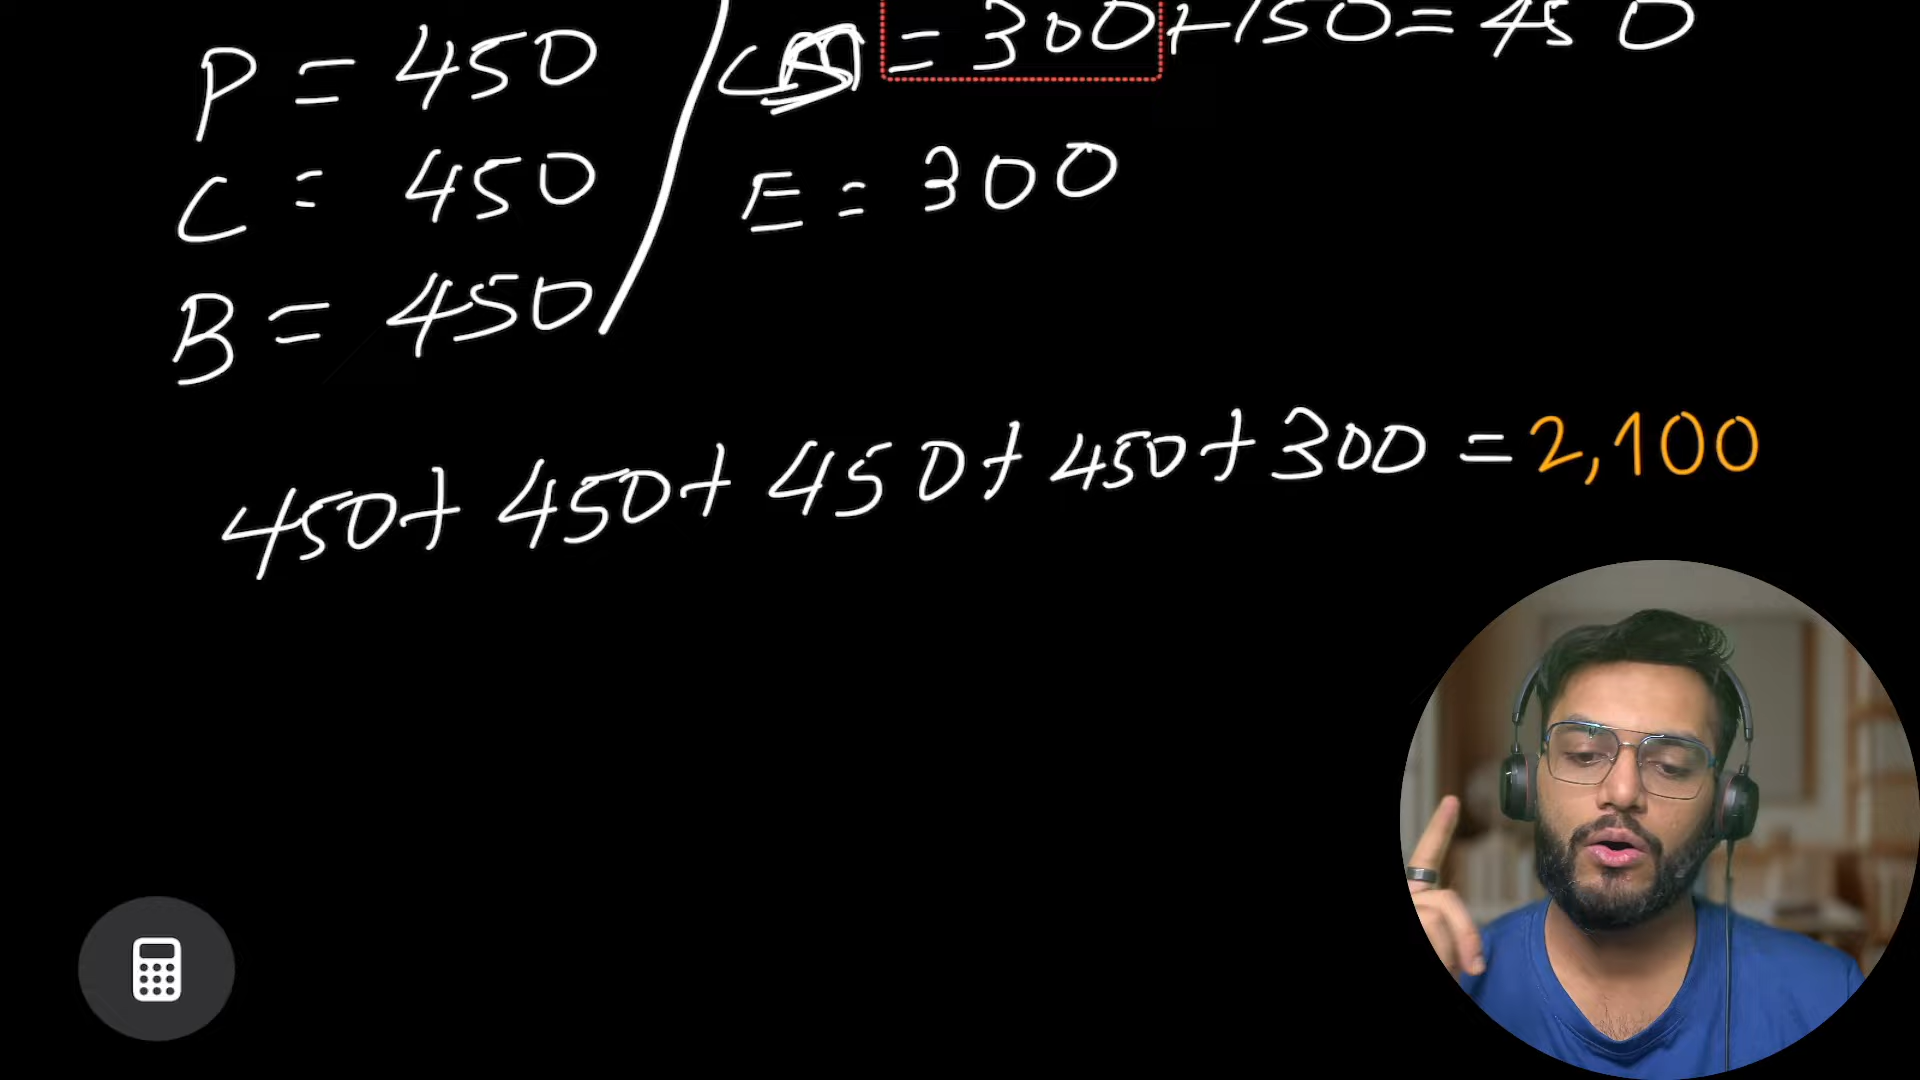 P = 450
C = 450
B = 450
= 300 + 150 = 450
E = 300
450 + 450 + 450 + 450 + 300 = 2,100